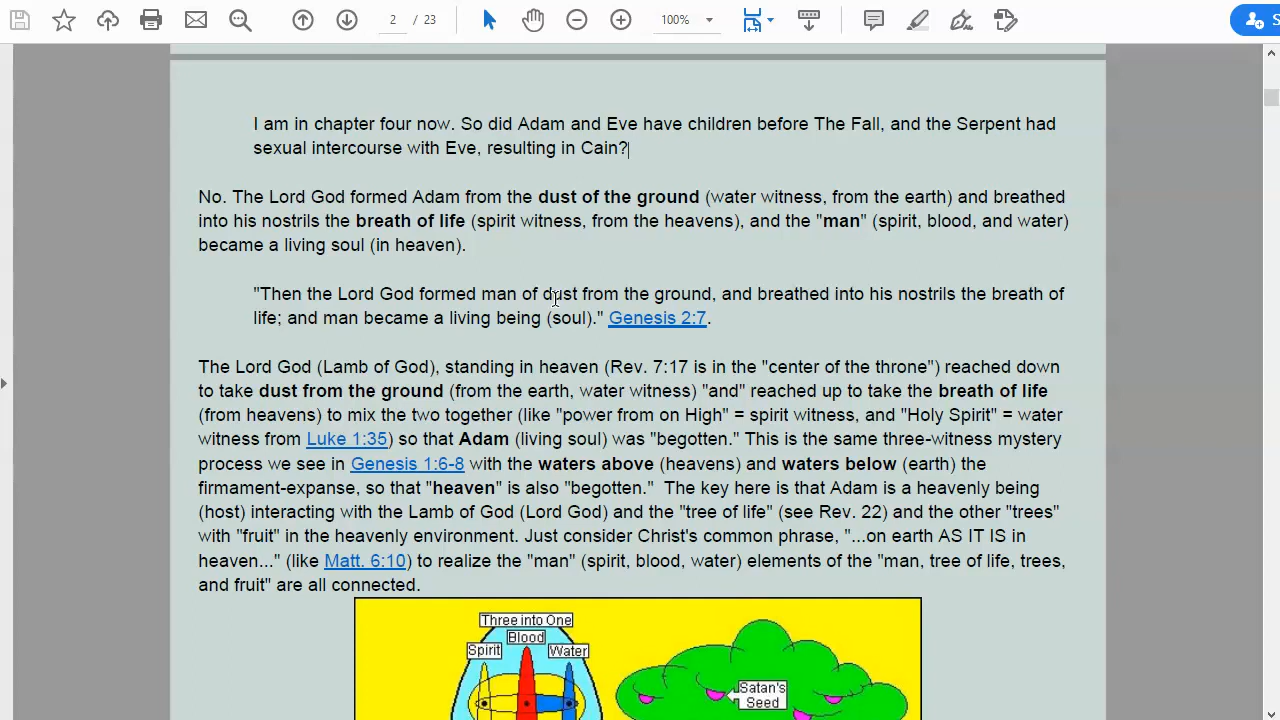 2 / 23
100%
S
I am in chapter four now. So did Adam and Eve have children before The Fall, and the Serpent had
sexual intercourse with Eve, resulting in Cain?
No. The Lord God formed Adam from the dust of the ground (water witness, from the earth) and breathed
into his nostrils the breath of life (spirit witness, from the heavens), and the "man" (spirit, blood, and water)
became a living soul (in heaven).
"Then the Lord God formed man of dust from the ground, and breathed into his nostrils the breath of
life; and man became a living being (soul)." Genesis 2:7.
The Lord God (Lamb of God), standing in heaven (Rev. 7:17 is in the "center of the throne") reached down
to take dust from the ground (from the earth, water witness) "and" reached up to take the breath of life
(from heavens) to mix the two together (like "power from on High" = spirit witness, and "Holy Spirit" = water
witness from Luke 1:35) so that Adam (living soul) was "begotten." This is the same three-witness mystery
process we see in Genesis 1:6-8 with the waters above (heavens) and waters below (earth) the
firmament-expanse, so that "heaven" is also "begotten."  The key here is that Adam is a heavenly being
(host) interacting with the Lamb of God (Lord God) and the "tree of life" (see Rev. 22) and the other "trees"
with "fruit" in the heavenly environment. Just consider Christ's common phrase, "...on earth AS IT IS in
heaven..." (like Matt. 6:10) to realize the "man" (spirit, blood, water) elements of the "man, tree of life, trees,
and fruit" are all connected.
Three into One
Blood
Spirit
Water
Satan's
Seed